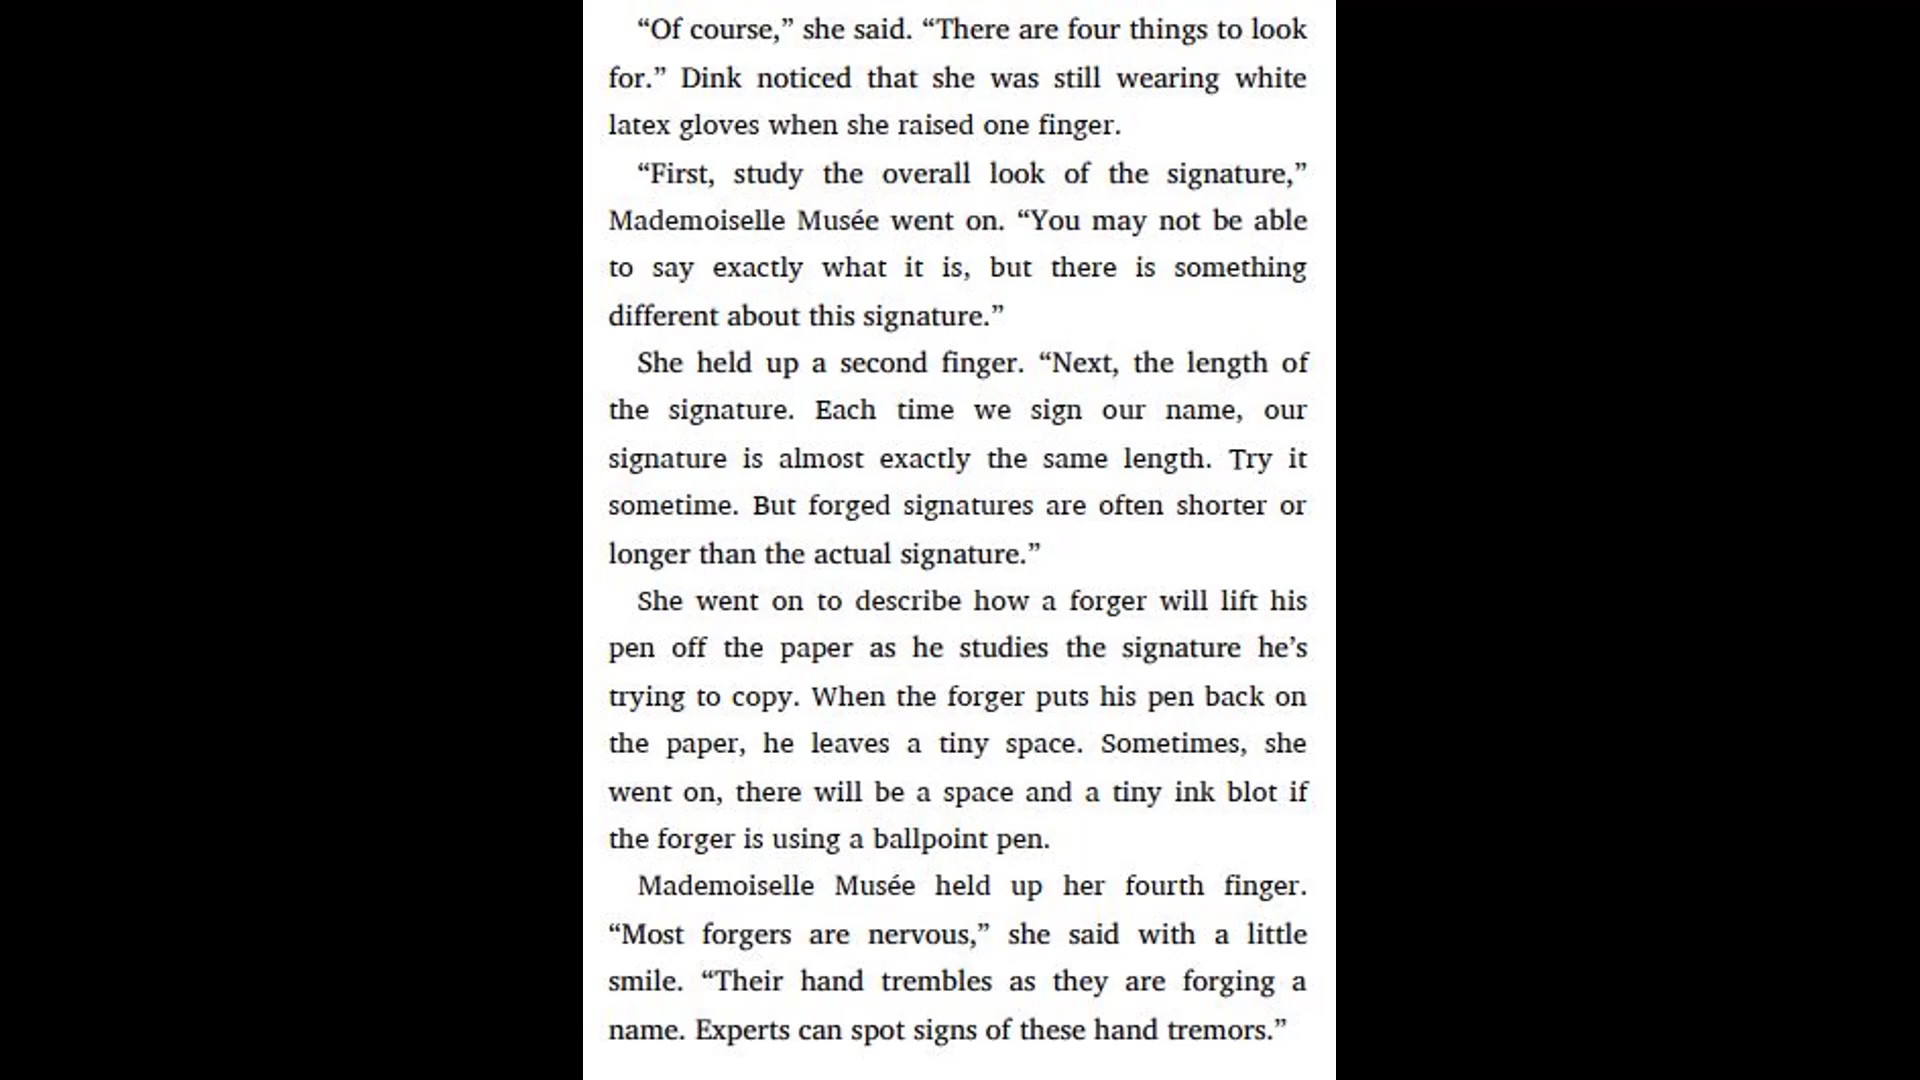 “Of course,” she said. “There are four things to look
for.” Dink noticed that she was still wearing white
latex gloves when she raised one finger.
“First, study the overall look of the signature,”
Mademoiselle Musée went on. “You may not be able
to say exactly what it is, but there is something
different about this signature.”
She held up a second finger. “Next, the length of
the signature. Each time we sign our name, our
signature is almost exactly the same length. Try it
sometime. But forged signatures are often shorter or
longer than the actual signature.”
She went on to describe how a forger will lift his
pen off the paper as he studies the signature he’s
trying to copy. When the forger puts his pen back on
the paper, he leaves a tiny space. Sometimes, she
went on, there will be a space and a tiny ink blot if
the forger is using a ballpoint pen.
Mademoiselle Musée held up her fourth finger.
“Most forgers are nervous,” she said with a little
smile. “Their hand trembles as they are forging a
name. Experts can spot signs of these hand tremors.”